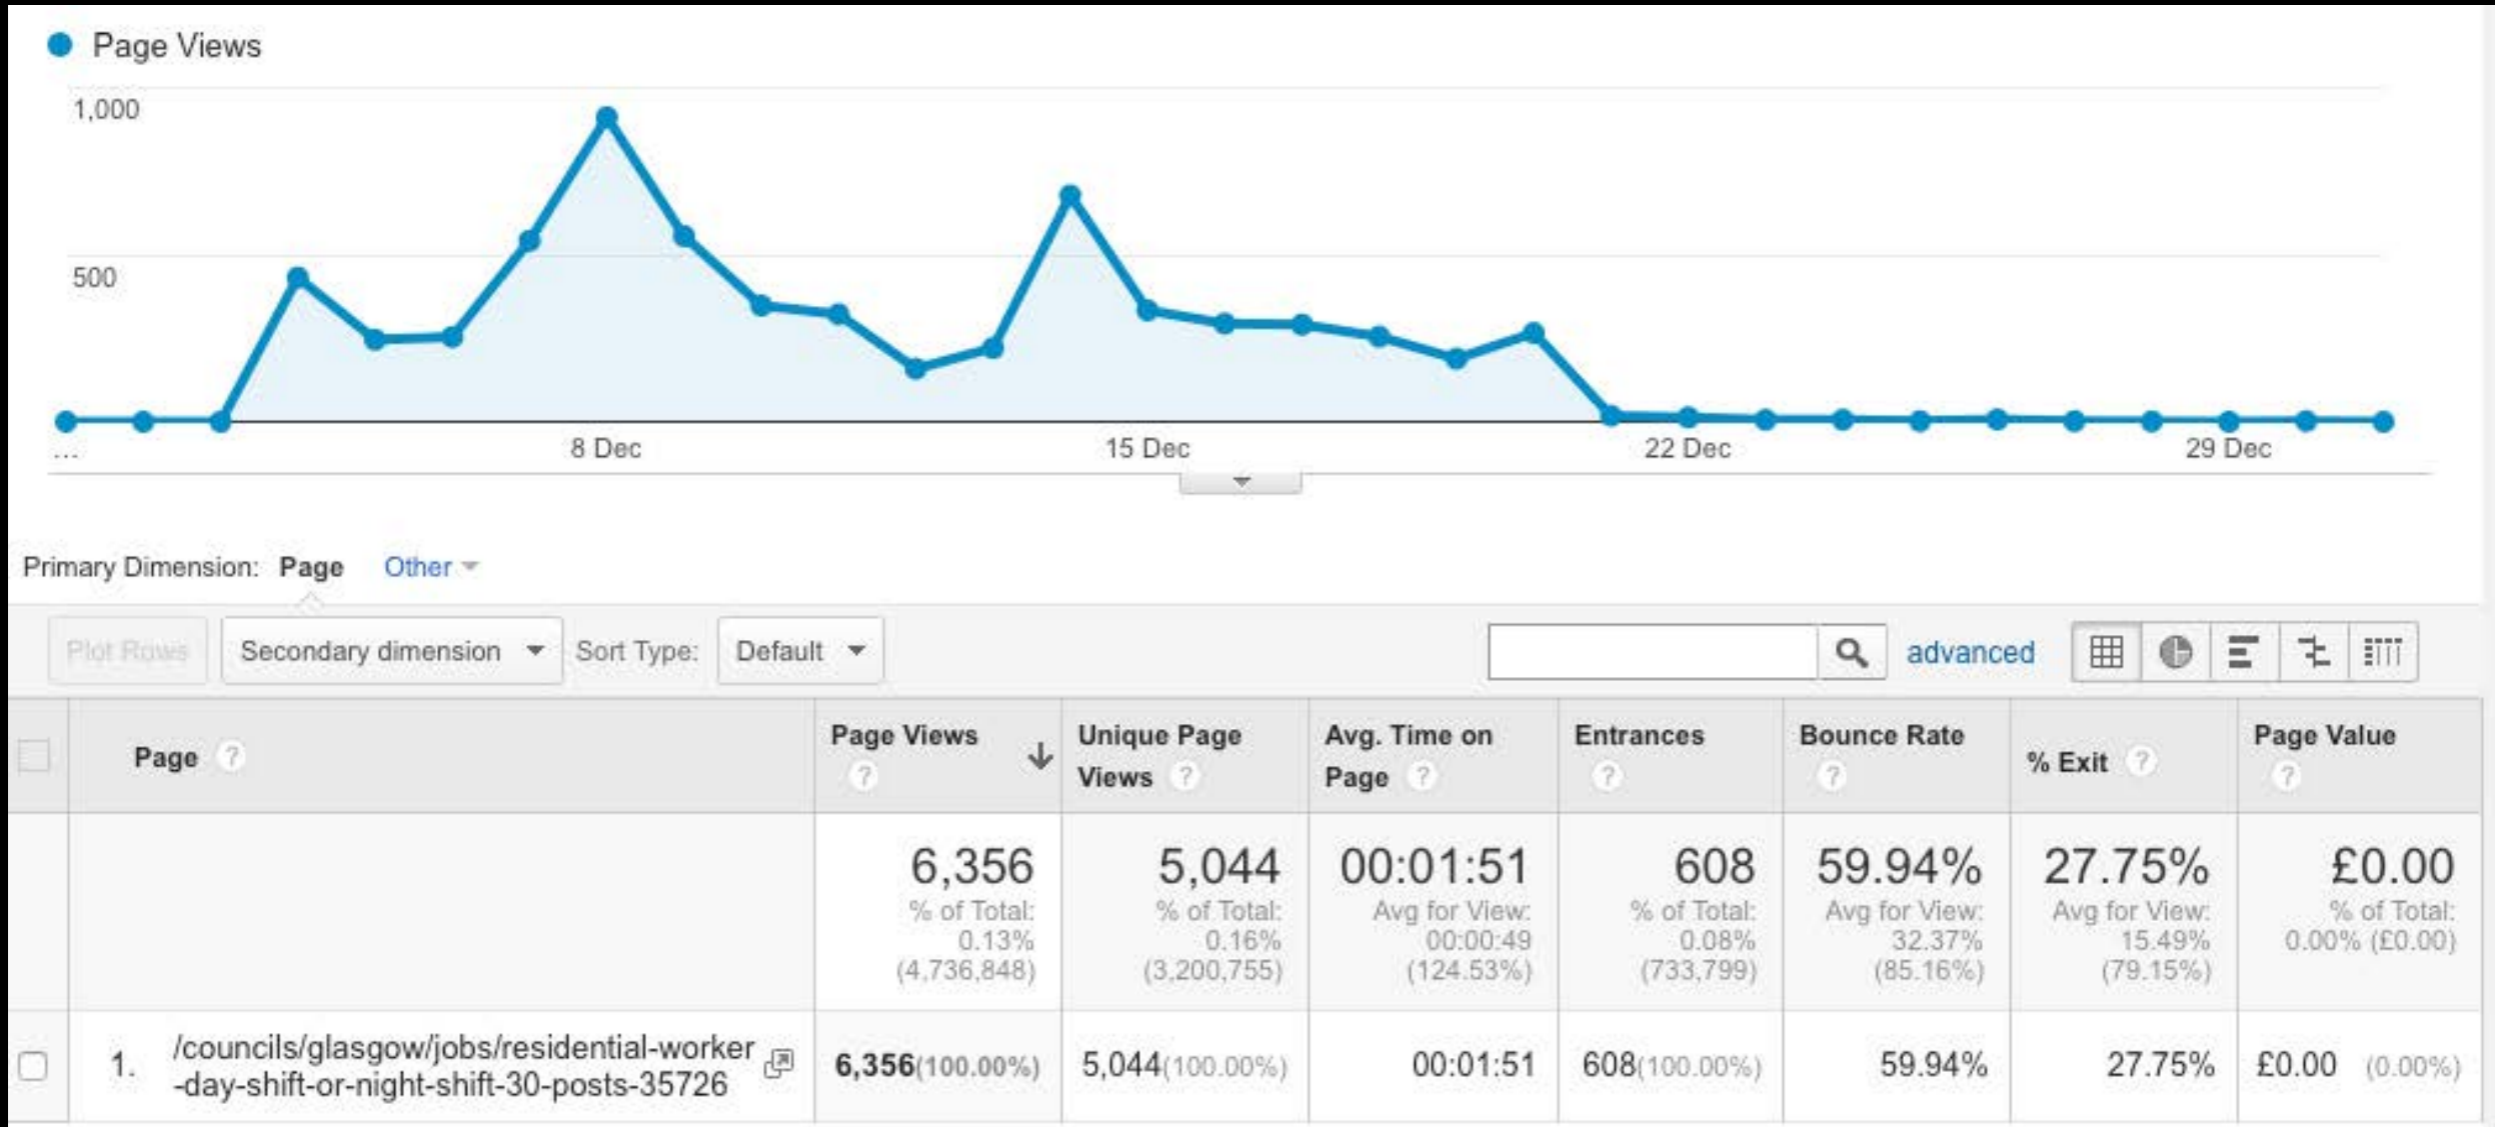 Page Views
1,000
500
...
8 Dec
15 Dec
22 Dec
29 Dec
Primary Dimension: Page Other
Plot Rows Secondary dimension Sort Type: Default advanced
Page ? Page Views ? Unique Page Views ? Avg. Time on Page ? Entrances ? Bounce Rate ? % Exit ? Page Value ?
6,356 5,044 00:01:51 608 59.94% 27.75% £0.00
% of Total: % of Total: Avg for View: % of Total: Avg for View: Avg for View: % of Total:
0.13% 0.16% 00:00:49 0.08% 32.37% 15.49% 0.00% (£0.00)
(4,736,848) (3,200,755) (124.53%) (733,799) (85.16%) (79.15%)
1. /councils/glasgow/jobs/residential-worker
-day-shift-or-night-shift-30-posts-35726
6,356(100.00%) 5,044(100.00%) 00:01:51 608(100.00%) 59.94% 27.75% £0.00 (0.00%)